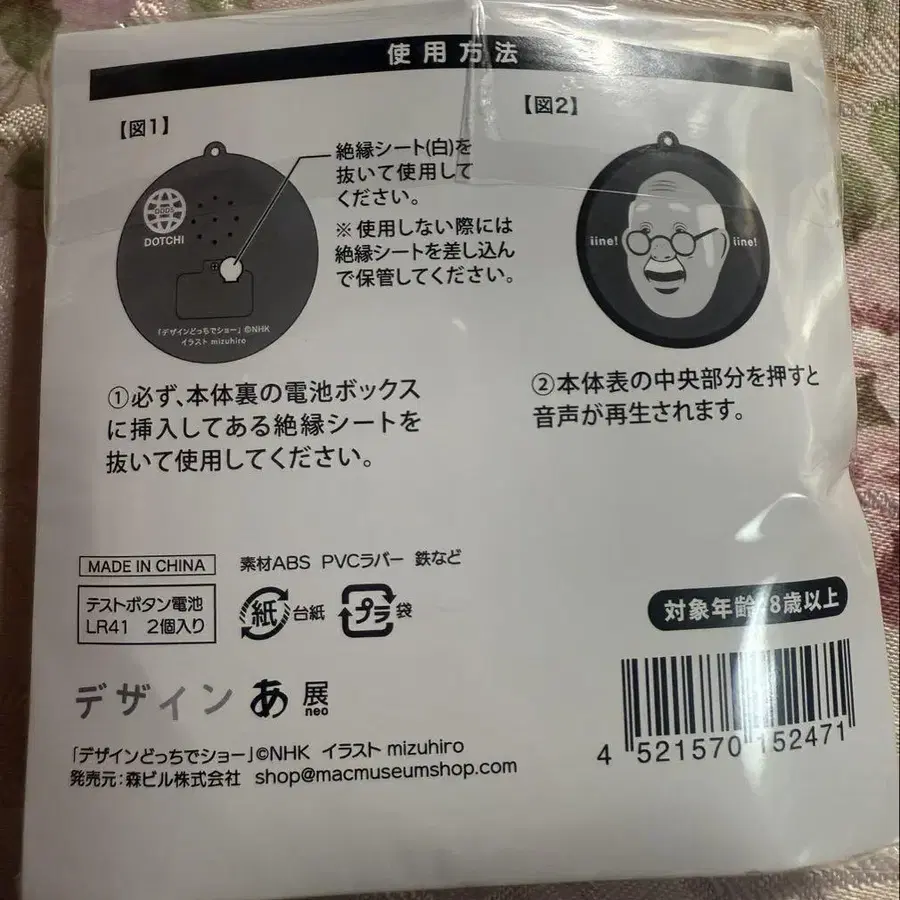 使用方法
【図1】
絶縁シート(白)を
抜いて使用して
ください。
※使用しない際には
絶縁シートを差し込ん
で保管してください。
DOTCHI
「デザインどっちでショー」©NHK
イラスト mizuhiro
①必ず、本体裏の電池ボックス
に挿入してある絶縁シートを
抜いて使用してください。
【図2】
iine! iine!
②本体表の中央部分を押すと
音声が再生されます。
MADE IN CHINA
素材ABS PVCラバー 鉄など
テストボタン電池
LR41 2個入り
紙 台紙 プラ 袋
対象年齢 8歳以上
デザインあ展
neo
「デザインどっちでショー」©NHK イラスト mizuhiro
発売元:森ビル株式会社 shop@macmuseumshop.com
4 521570 152471